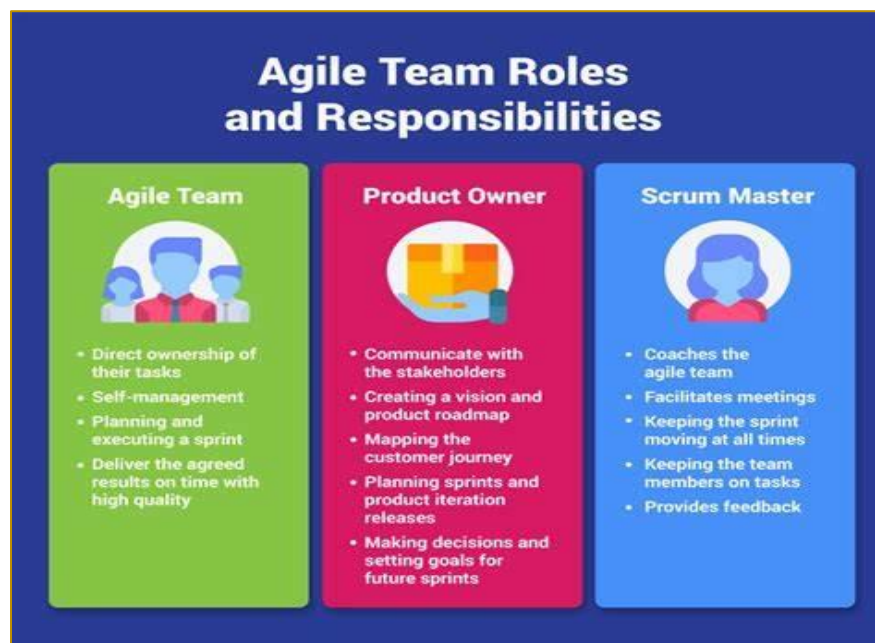 Agile Team Roles
and Responsibilities
Agile Team
• Direct ownership of
their tasks
• Self-management
• Planning and
executing a sprint
• Deliver the agreed
results on time with
high quality
Product Owner
• Communicate with
the stakeholders
• Creating a vision and
product roadmap
• Mapping the
customer journey
• Planning sprints and
product iteration
releases
• Making decisions and
setting goals for
future sprints
Scrum Master
• Coaches the
agile team
• Facilitates meetings
• Keeping the sprint
moving at all times
• Keeping the team
members on tasks
• Provides feedback